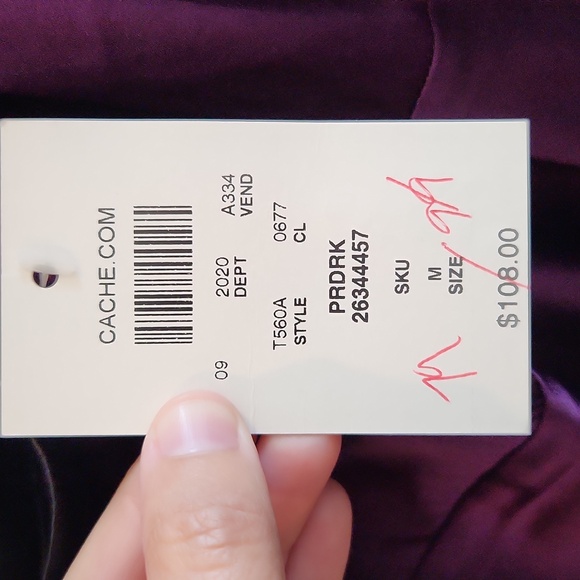 CACHE.COM
09 2020 A334
DEPT VEND
T560A 0677
STYLE CL
PRDRK
26344457
SKU
M
SIZE
$108.00